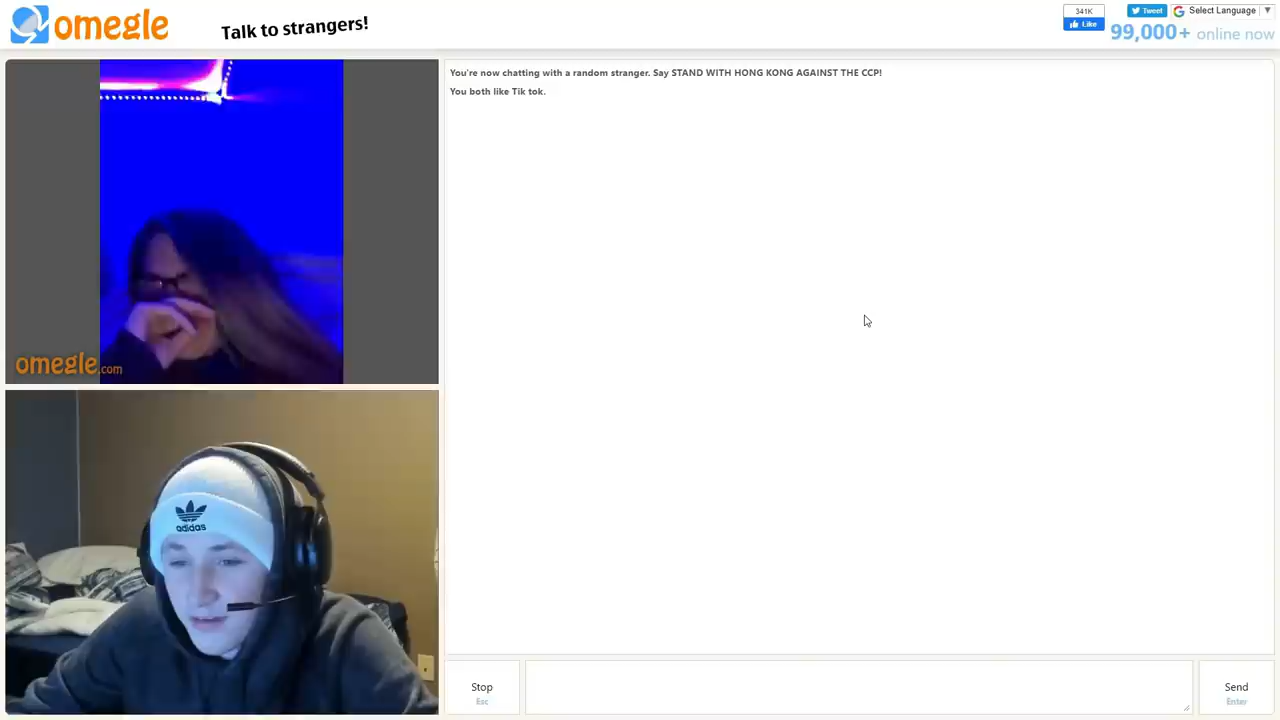 omegle
Talk to strangers!
341K
Like
Tweet
Select Language
99,000+ online now
You're now chatting with a random stranger. Say STAND WITH HONG KONG AGAINST THE CCP!
You both like Tik tok.
omegle.com
adidas
Stop
Esc
Send
Enter